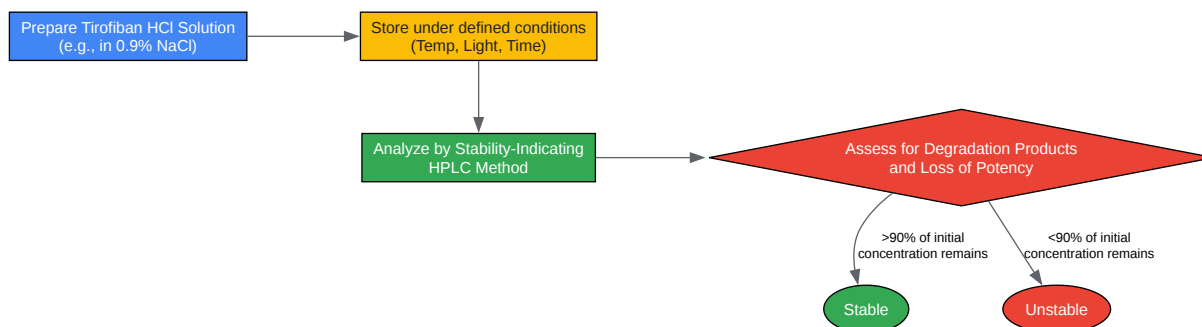 Prepare Tirofiban HCl Solution
(e.g., in 0.9% NaCl)
Store under defined conditions
(Temp, Light, Time)
Analyze by Stability-Indicating
HPLC Method
Assess for Degradation Products
and Loss of Potency
>90% of initial
concentration remains
<90% of initial
concentration remains
Stable
Unstable